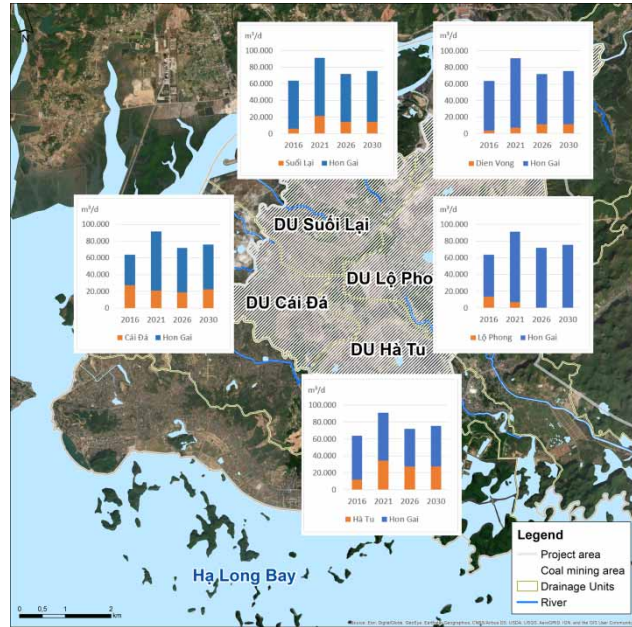 N
m³/d
100.000
80.000
60.000
40.000
20.000
0
2016 2021 2026 2030
Suối Lại Hon Gai
m³/d
100.000
80.000
60.000
40.000
20.000
0
2016 2021 2026 2030
Dien Vong Hon Gai
m³/d
100.000
80.000
60.000
40.000
20.000
0
2016 2021 2026 2030
Cái Đá Hon Gai
m³/d
100.000
80.000
60.000
40.000
20.000
0
2016 2021 2026 2030
Lộ Phong Hon Gai
DU Suối Lại
DU Lộ Pho
DU Cái Đá
DU Hà Tu
m³/d
100.000
80.000
60.000
40.000
20.000
0
2016 2021 2026 2030
Hà Tu Hon Gai
Hạ Long Bay
Legend
Project area
Coal mining area
Drainage Units
River
0 0,5 1 2
km